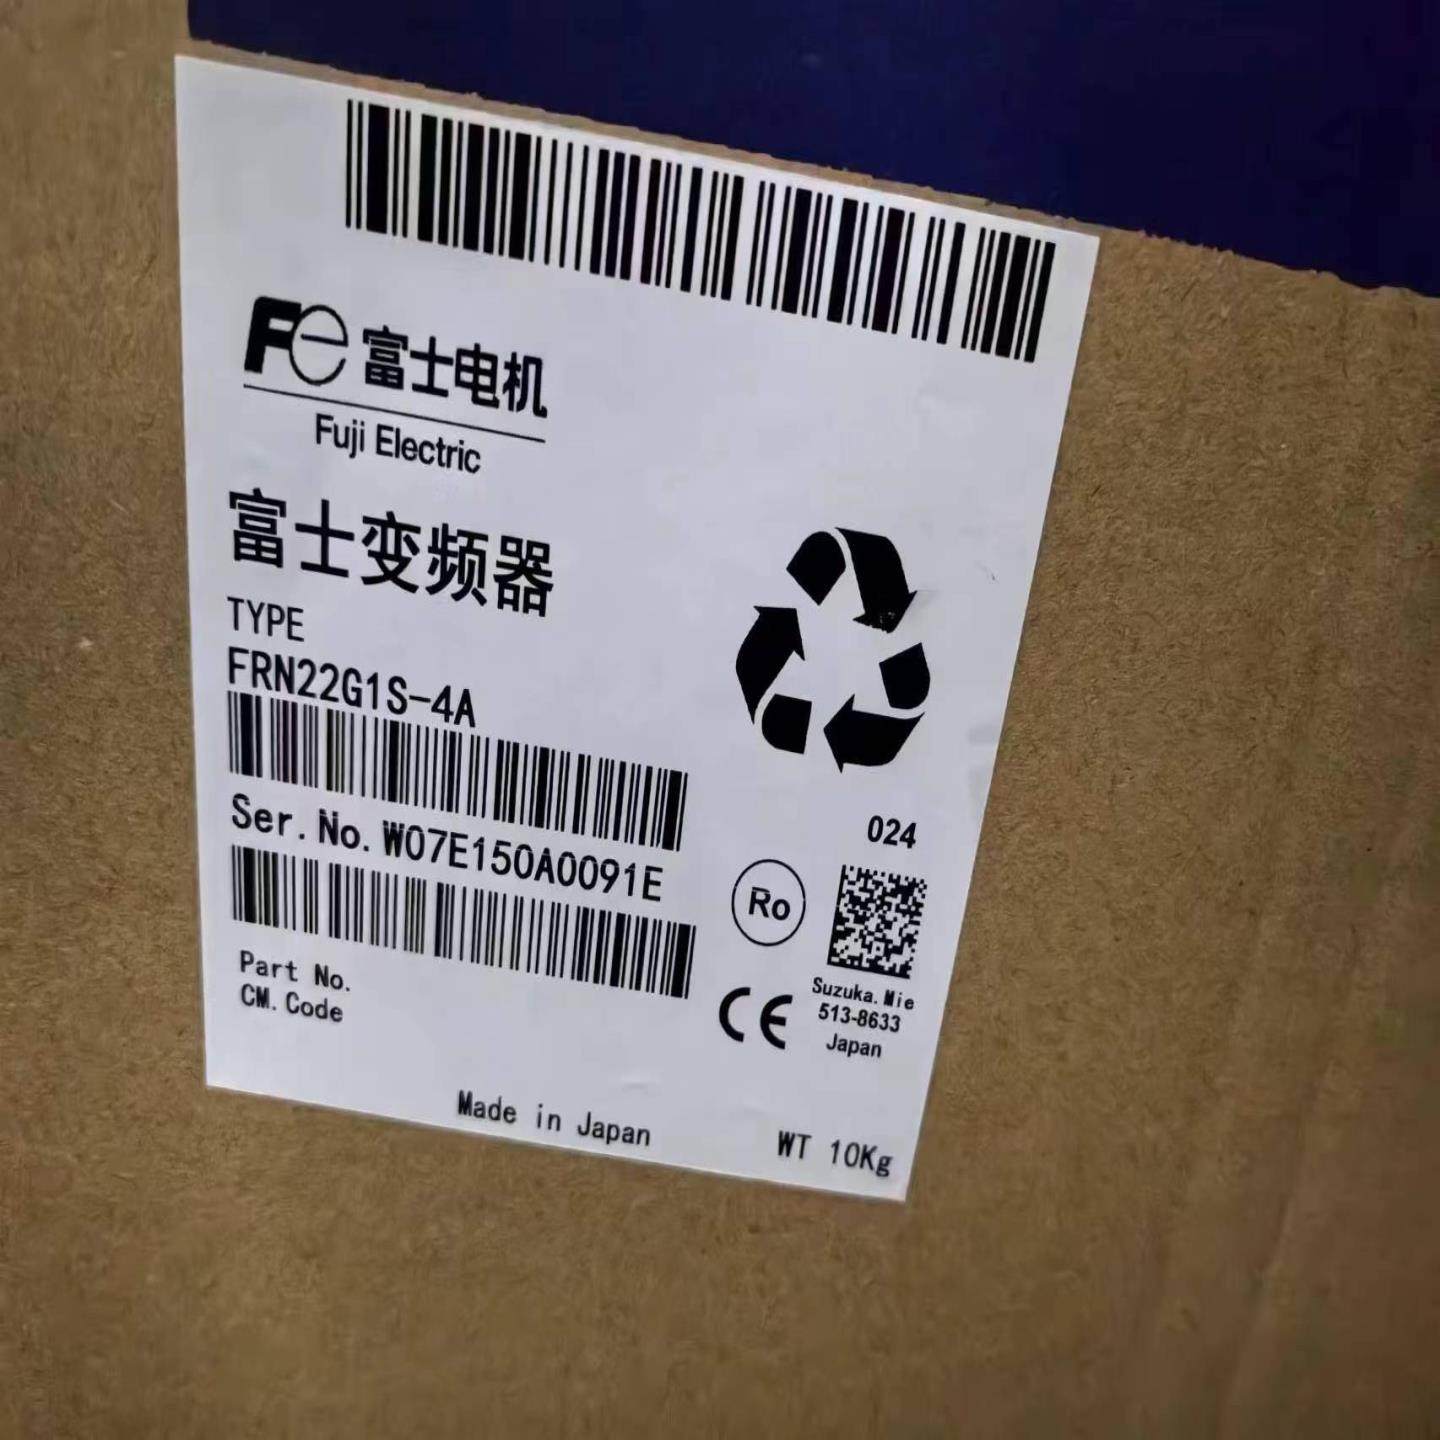 Fe 富士电机
Fuji Electric
富士变频器
TYPE
FRN22G1S-4A
Ser.No.W07E150A0091E
Part No.
CM.Code
024
Ro
CE
Suzuka.Mie
513-8633
Japan
Made in Japan
WT 10Kg